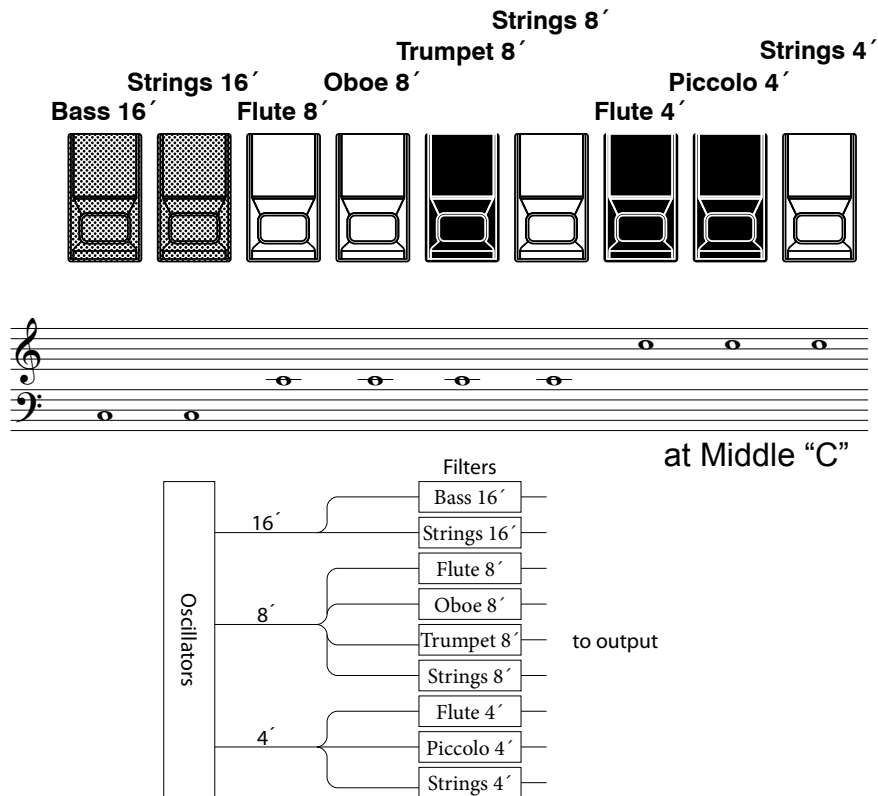 Strings 8´
Trumpet 8´
Strings 4´
Strings 16´
Oboe 8´
Piccolo 4´
Bass 16´
Flute 8´
Flute 4´
at Middle “C”
Filters
Bass 16´
16´
Strings 16´
Flute 8´
Oboe 8´
8´
Oscillators
Trumpet 8´
to output
Strings 8´
Flute 4´
4´
Piccolo 4´
Strings 4´